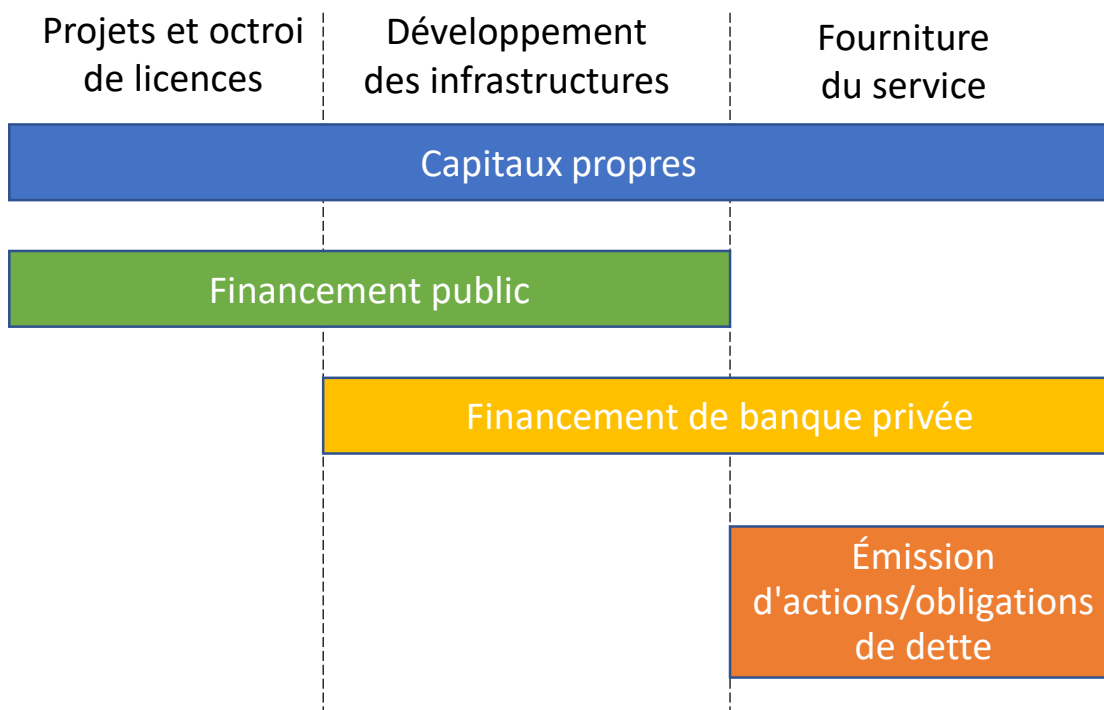 Projets et octroi
de licences
Développement
des infrastructures
Fourniture
du service
Capitaux propres
Financement public
Financement de banque privée
Émission
d'actions/obligations
de dette